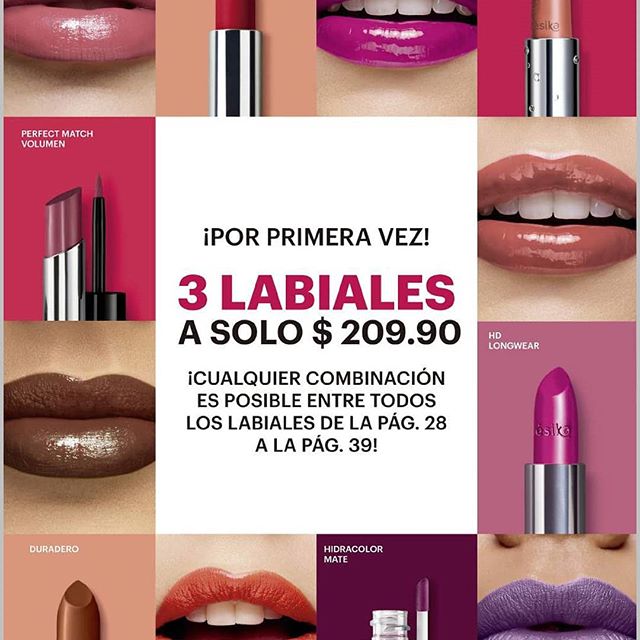 ésika
PERFECT MATCH
VOLUMEN
¡POR PRIMERA VEZ!
3 LABIALES
A SOLO $ 209.90
¡CUALQUIER COMBINACIÓN
ES POSIBLE ENTRE TODOS
LOS LABIALES DE LA PÁG. 28
A LA PÁG. 39!
HD
LONGWEAR
ésika
DURADERO
HIDRACOLOR
MATE